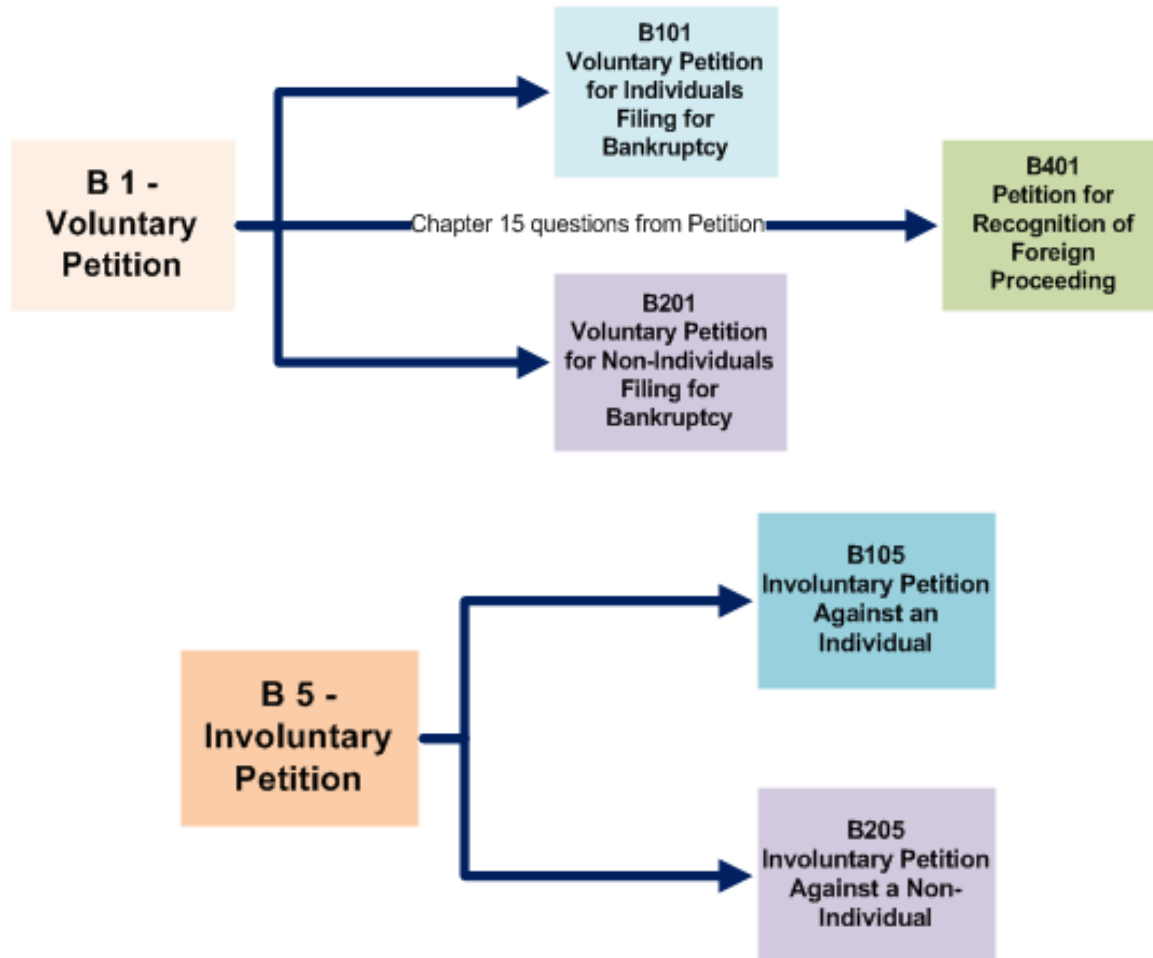 B 1 -
Voluntary
Petition
B101
Voluntary Petition
for Individuals
Filing for
Bankruptcy
Chapter 15 questions from Petition
B401
Petition for
Recognition of
Foreign
Proceeding
B201
Voluntary Petition
for Non-Individuals
Filing for
Bankruptcy
B 5 -
Involuntary
Petition
B105
Involuntary Petition
Against an
Individual
B205
Involuntary Petition
Against a Non-
Individual